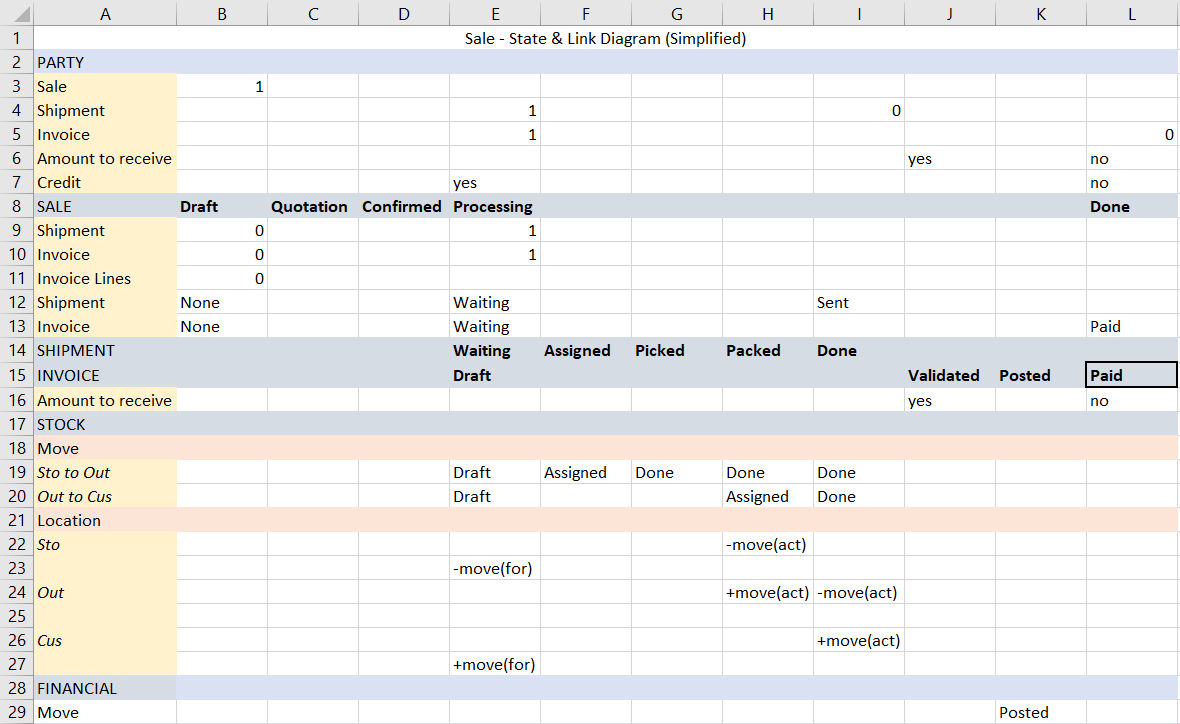 A B C D E F G H I J K L
1 Sale - State & Link Diagram (Simplified)
2 PARTY
3 Sale 1
4 Shipment 1 0
5 Invoice 1 0
6 Amount to receive yes no
7 Credit yes no
8 SALE Draft Quotation Confirmed Processing Done
9 Shipment 0 1
10 Invoice 0 1
11 Invoice Lines 0
12 Shipment None Waiting Sent
13 Invoice None Waiting Paid
14 SHIPMENT Waiting Assigned Picked Packed Done
15 INVOICE Draft Validated Posted Paid
16 Amount to receive yes no
17 STOCK
18 Move
19 Sto to Out Draft Assigned Done Done Done
20 Out to Cus Draft Assigned Done
21 Location
22 Sto -move(act)
23 -move(for)
24 Out +move(act) -move(act)
25
26 Cus +move(act)
27 +move(for)
28 FINANCIAL
29 Move Posted